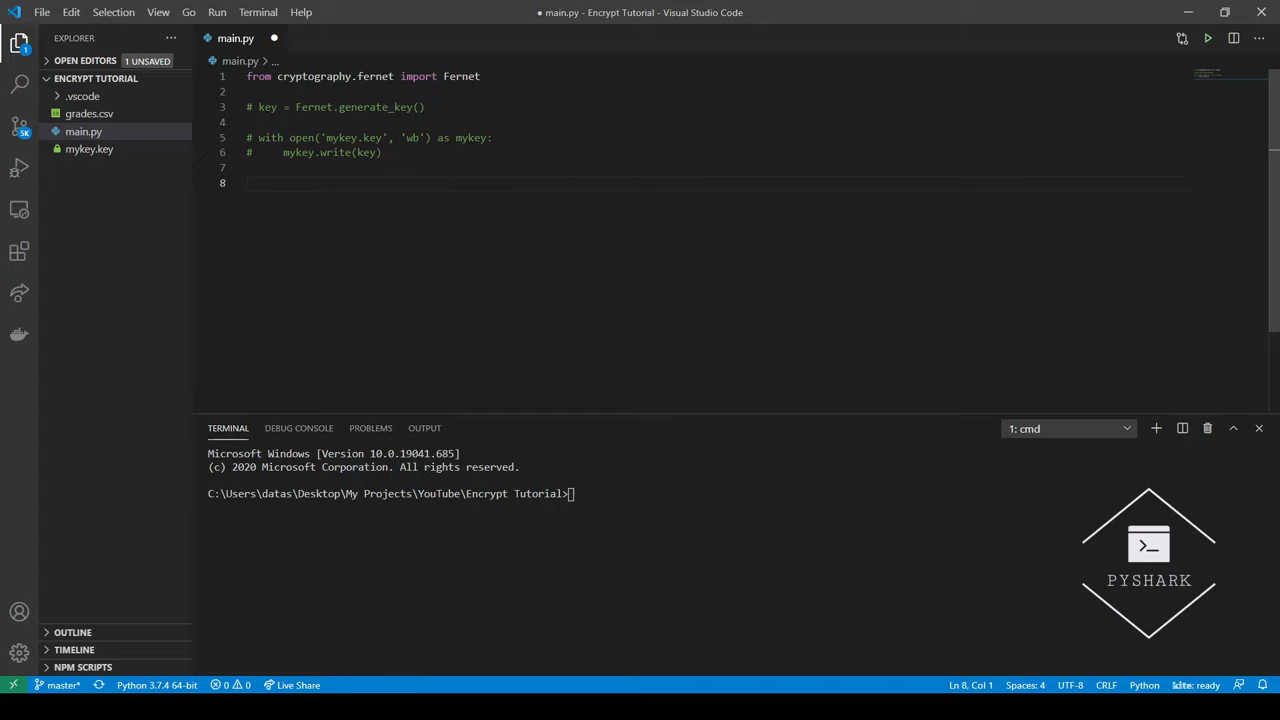 File Edit Selection View Go Run Terminal Help
● main.py - Encrypt Tutorial - Visual Studio Code
EXPLORER
main.py
OPEN EDITORS 1 UNSAVED
main.py > ...
ENCRYPT TUTORIAL
.vscode
grades.csv
main.py
mykey.key
1
5K
1 from cryptography.fernet import Fernet
2
3 # key = Fernet.generate_key()
4
5 # with open('mykey.key', 'wb') as mykey:
6 #     mykey.write(key)
7
8
TERMINAL DEBUG CONSOLE PROBLEMS OUTPUT
1: cmd
Microsoft Windows [Version 10.0.19041.685]
(c) 2020 Microsoft Corporation. All rights reserved.
C:\Users\datas\Desktop\My Projects\YouTube\Encrypt Tutorial>
PYSHARK
OUTLINE
TIMELINE
NPM SCRIPTS
master* Python 3.7.4 64-bit 0 0 Live Share Ln 8, Col 1 Spaces: 4 UTF-8 CRLF Python kite: ready